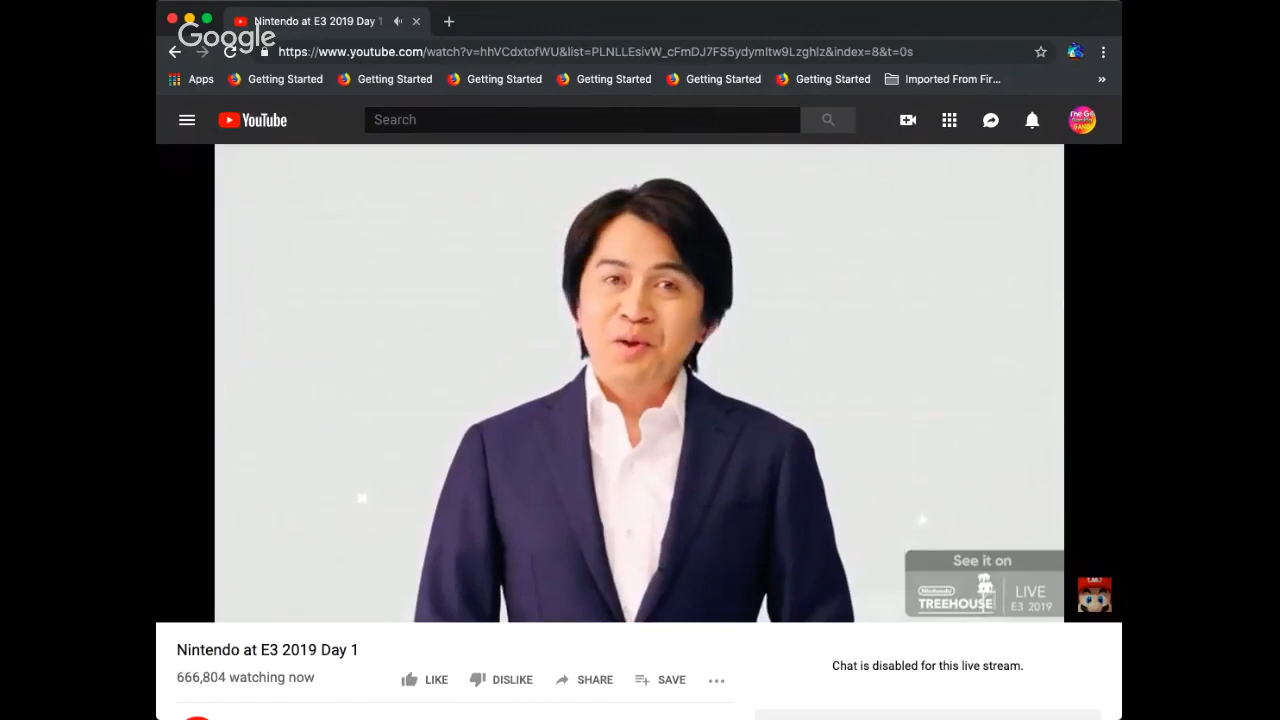 Nintendo at E3 2019 Day 1
Google
https://www.youtube.com/watch?v=hhVCdxtofWU&list=PLNLLEsivW_cFmDJ7FS5ydymItw9Lzghlz&index=8&t=0s
Apps
Getting Started
Getting Started
Getting Started
Getting Started
Getting Started
Getting Started
Imported From Fir...
YouTube
Search
See it on
Nintendo
TREEHOUSE
LIVE
E3 2019
Nintendo at E3 2019 Day 1
666,804 watching now
LIKE
DISLIKE
SHARE
SAVE
Chat is disabled for this live stream.